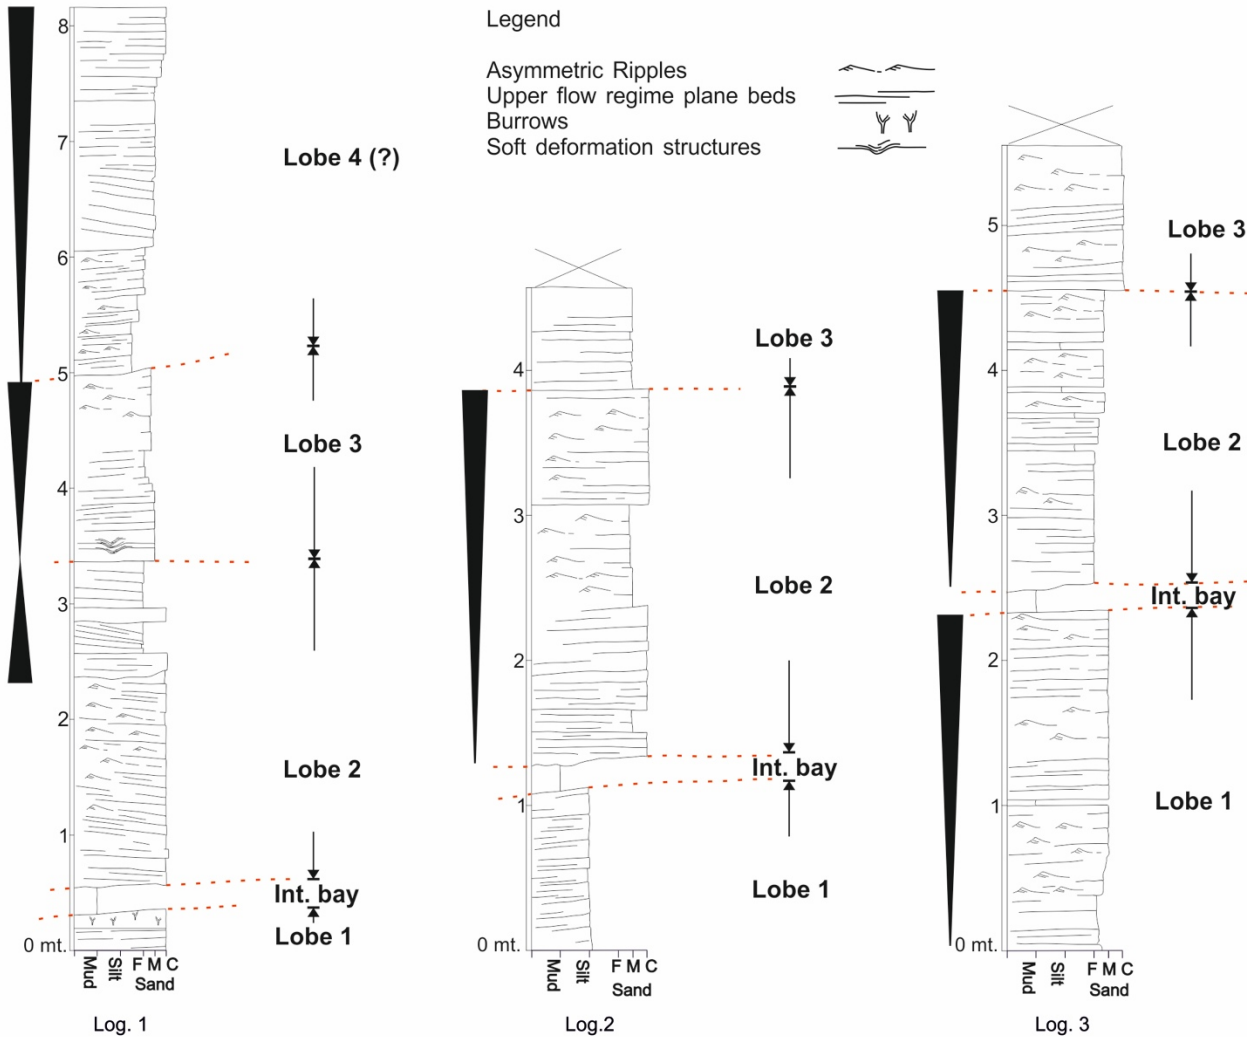 Legend
Asymmetric Ripples
Upper flow regime plane beds
Burrows
Soft deformation structures
8
7
6
5
4
3
2
1
0 mt.
Lobe 4 (?)
Lobe 3
Lobe 2
Int. bay
Lobe 1
Mud
Silt
F M C
Sand
Log. 1
4
3
2
1
0 mt.
Lobe 3
Lobe 2
Int. bay
Lobe 1
Mud
Silt
F M C
Sand
Log.2
5
4
3
2
1
0 mt.
Lobe 3
Lobe 2
Int. bay
Lobe 1
Mud
Silt
F M C
Sand
Log. 3